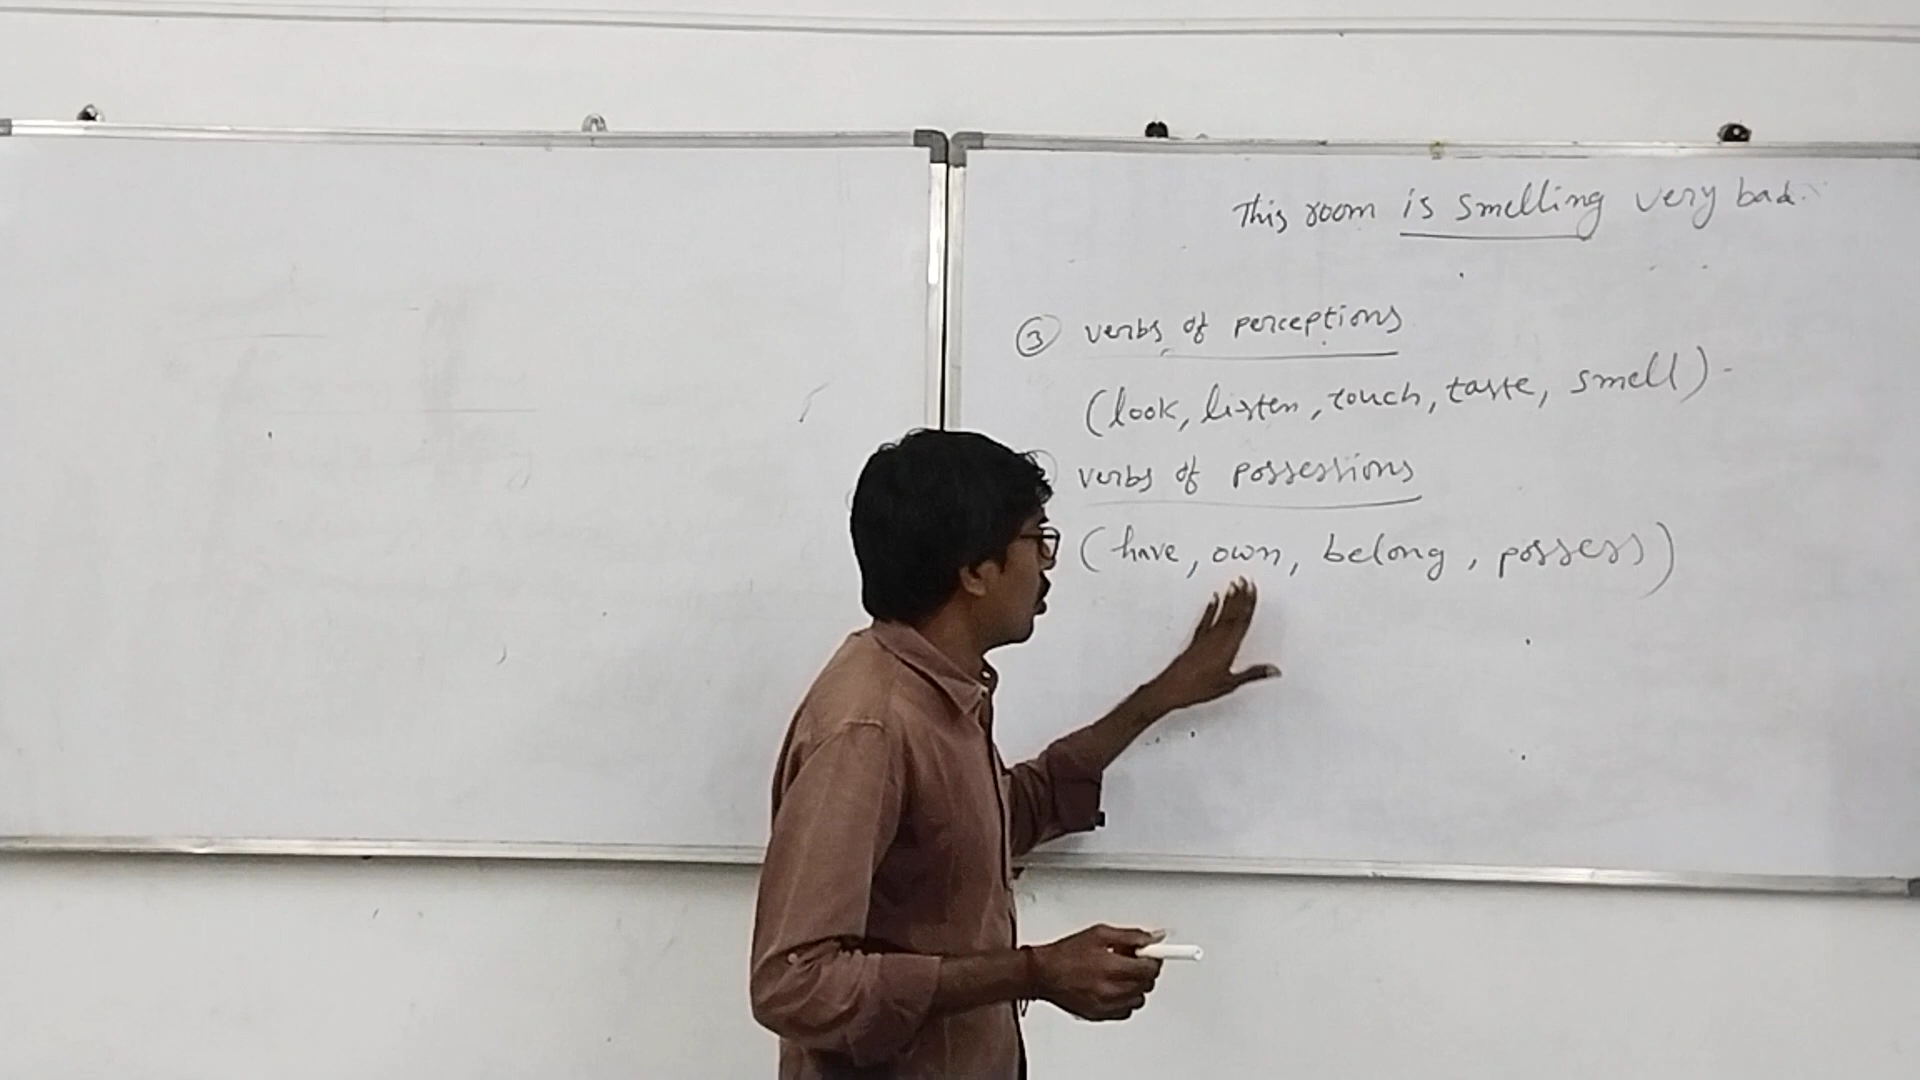 This room is smelling very bad.
③ verbs of perceptions
(look, listen, touch, taste, smell).
verbs of possessions
(have, own, belong, possess)